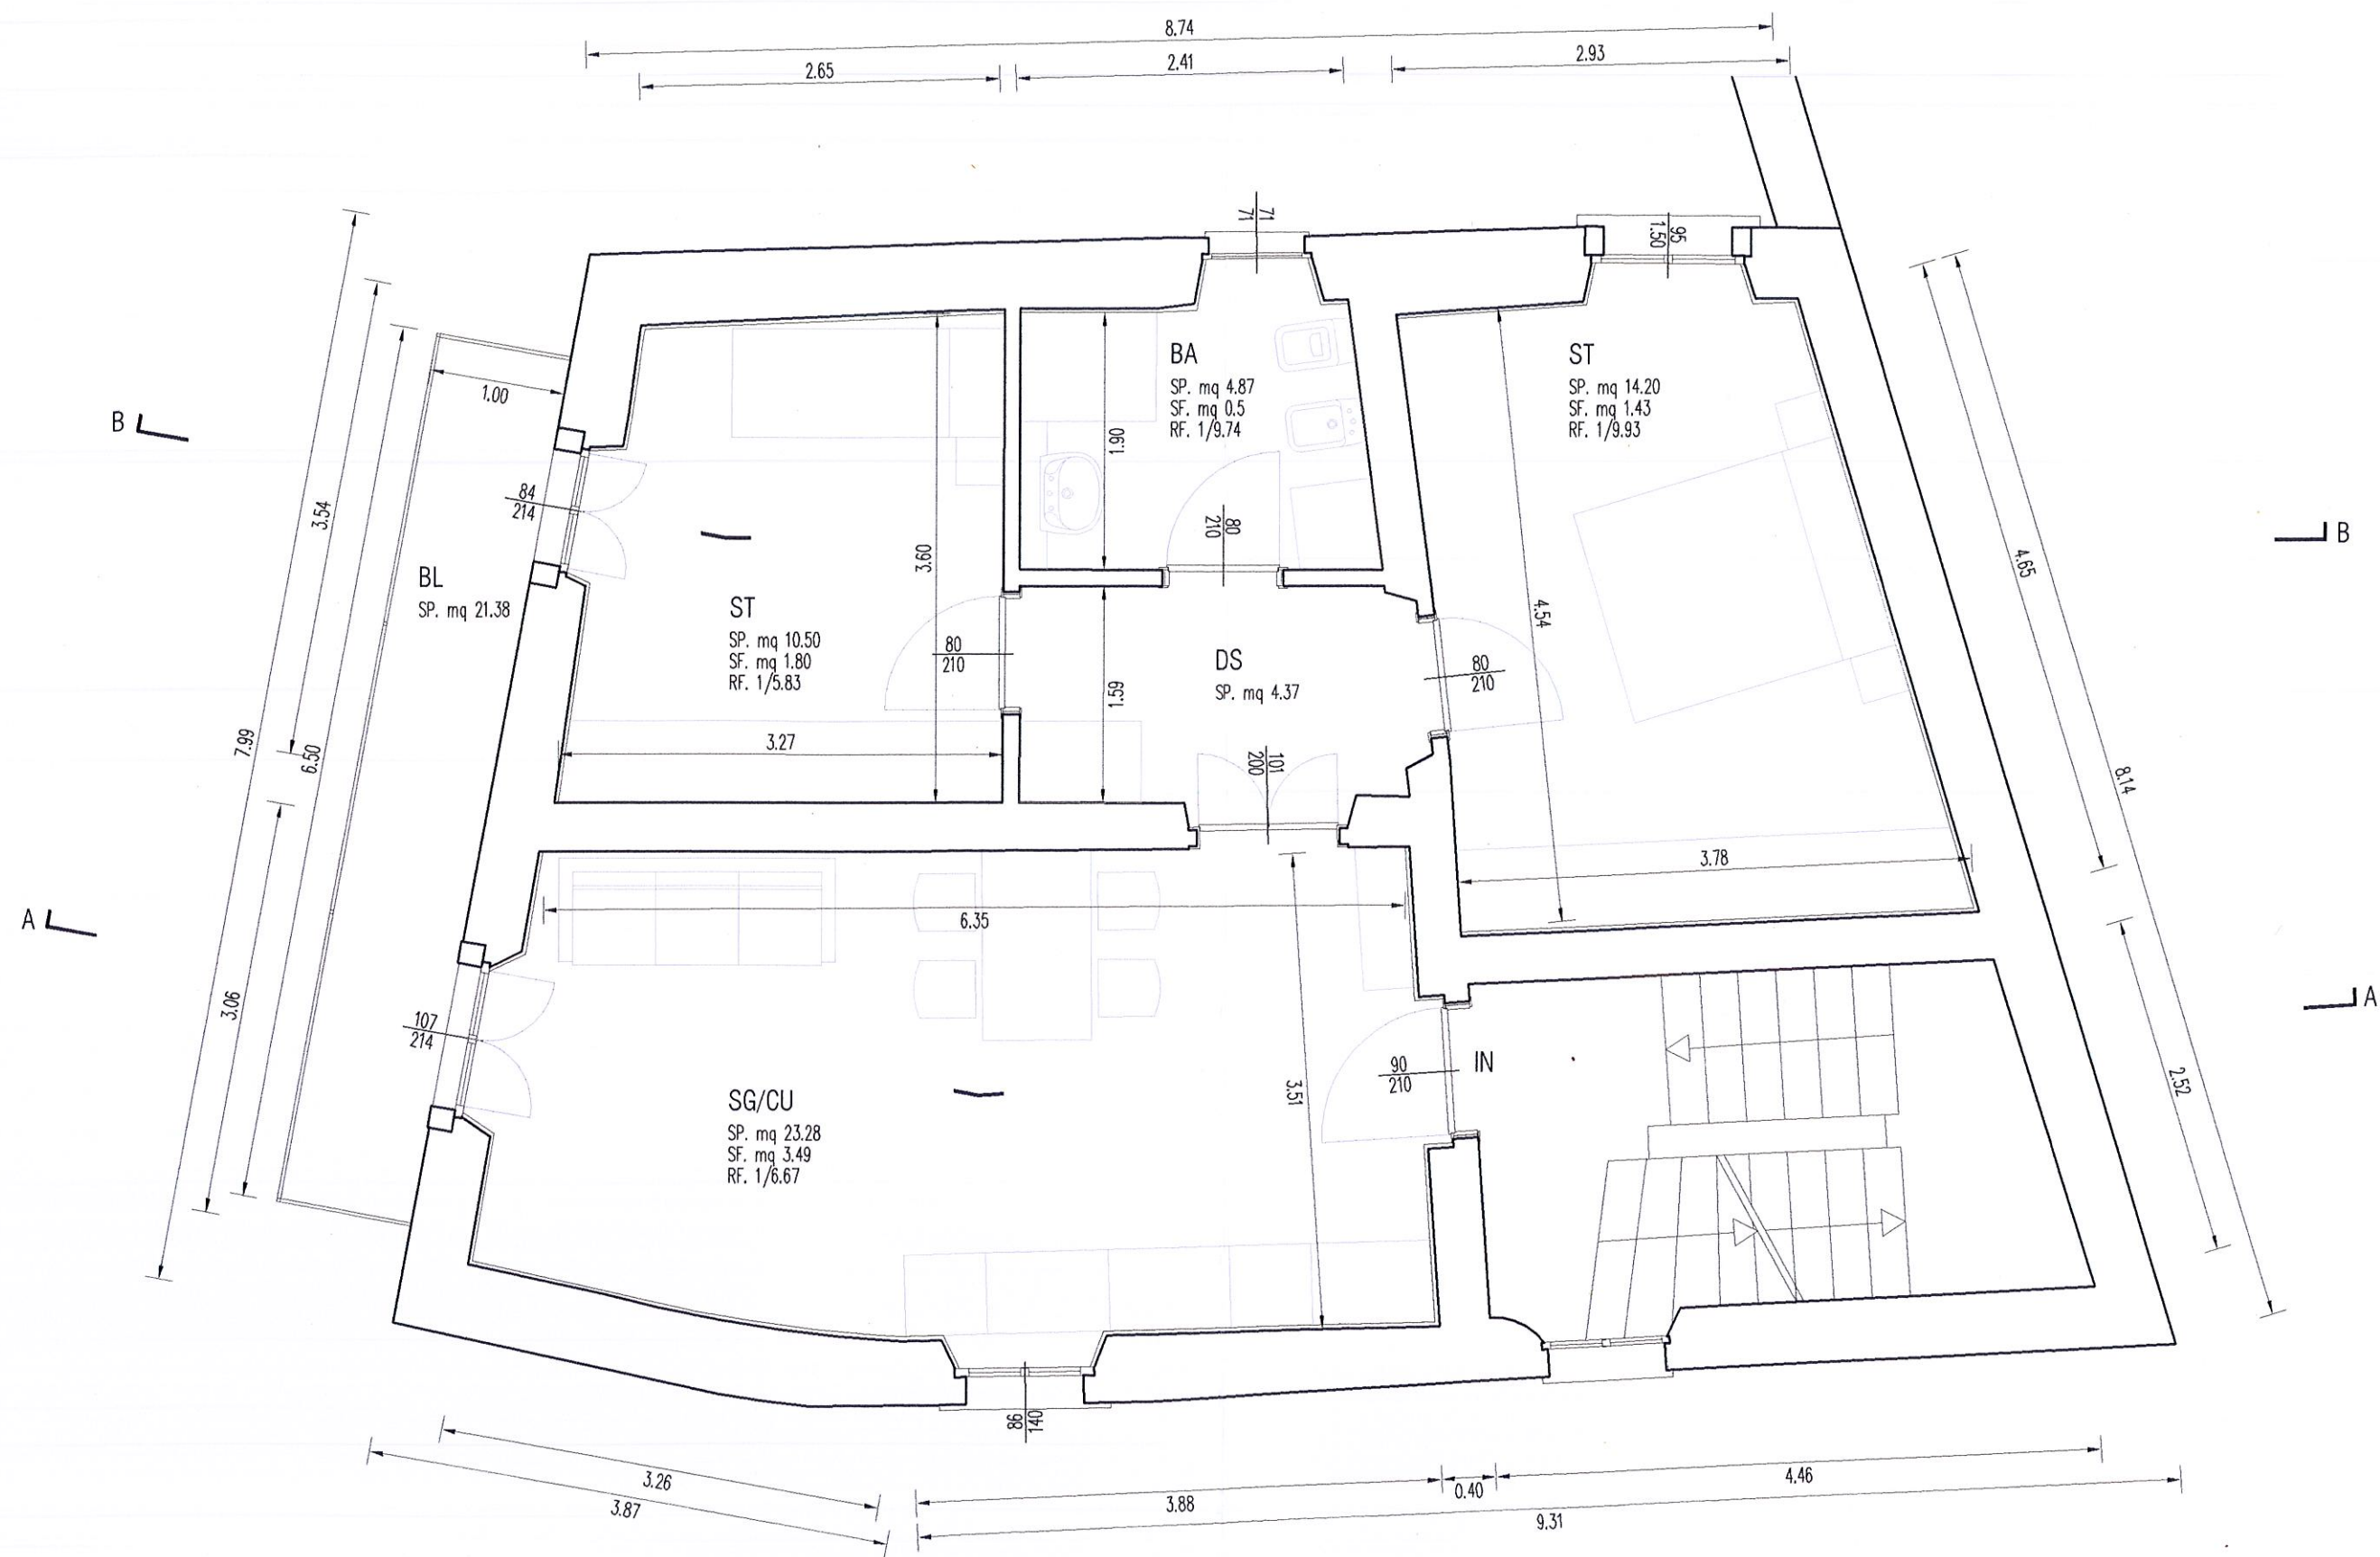 8.74
2.65
2.41
2.93
71
71
95
1.50
1.00
B
84
214
3.54
BL
SP. mq 21.38
7.99
6.50
ST
SP. mq 10.50
SF. mq 1.80
RF. 1/5.83
3.60
80
210
3.27
BA
SP. mq 4.87
SF. mq 0.5
RF. 1/9.74
1.90
80
210
DS
SP. mq 4.37
1.59
101
200
ST
SP. mq 14.20
SF. mq 1.43
RF. 1/9.93
4.54
80
210
3.78
4.65
B
8.14
A
6.35
107
214
3.06
SG/CU
SP. mq 23.28
SF. mq 3.49
RF. 1/6.67
3.51
90
210
IN
A
2.52
86
140
3.26
3.87
3.88
0.40
4.46
9.31